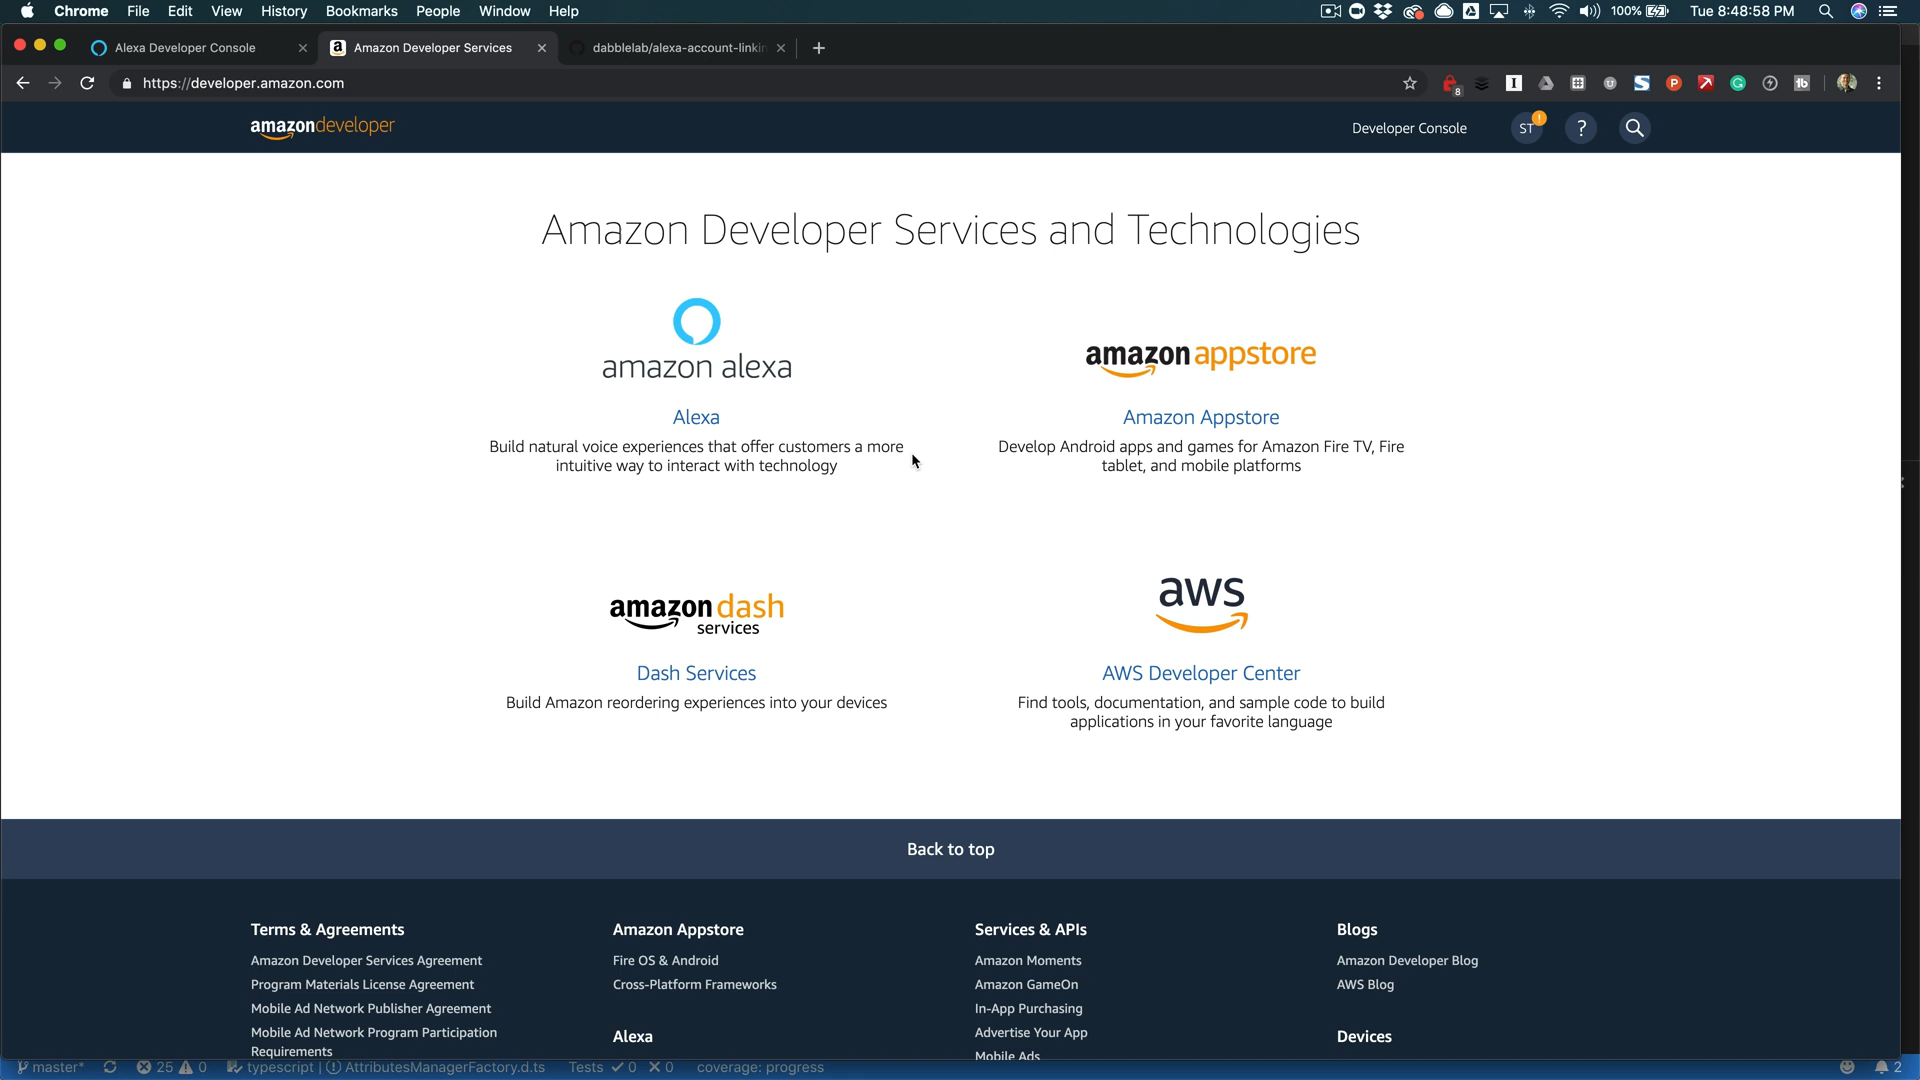 Chrome File Edit View History Bookmarks People Window Help 100% Tue 8:48:58 PM
Alexa Developer Console Amazon Developer Services dabblelab/alexa-account-linkin
https://developer.amazon.com
8
amazondeveloper Developer Console ST ! ?
Amazon Developer Services and Technologies
amazon alexa
amazon appstore
Alexa
Amazon Appstore
Build natural voice experiences that offer customers a more
intuitive way to interact with technology
Develop Android apps and games for Amazon Fire TV, Fire
tablet, and mobile platforms
amazon dash
services
aws
Dash Services
AWS Developer Center
Build Amazon reordering experiences into your devices
Find tools, documentation, and sample code to build
applications in your favorite language
Back to top
Terms & Agreements
Amazon Developer Services Agreement
Program Materials License Agreement
Mobile Ad Network Publisher Agreement
Mobile Ad Network Program Participation
Requirements
Amazon Appstore
Fire OS & Android
Cross-Platform Frameworks
Alexa
Services & APIs
Amazon Moments
Amazon GameOn
In-App Purchasing
Advertise Your App
Mobile Ads
Blogs
Amazon Developer Blog
AWS Blog
Devices
master* 25 0 typescript | AttributesManagerFactory.d.ts Tests 0 0 coverage: progress 2